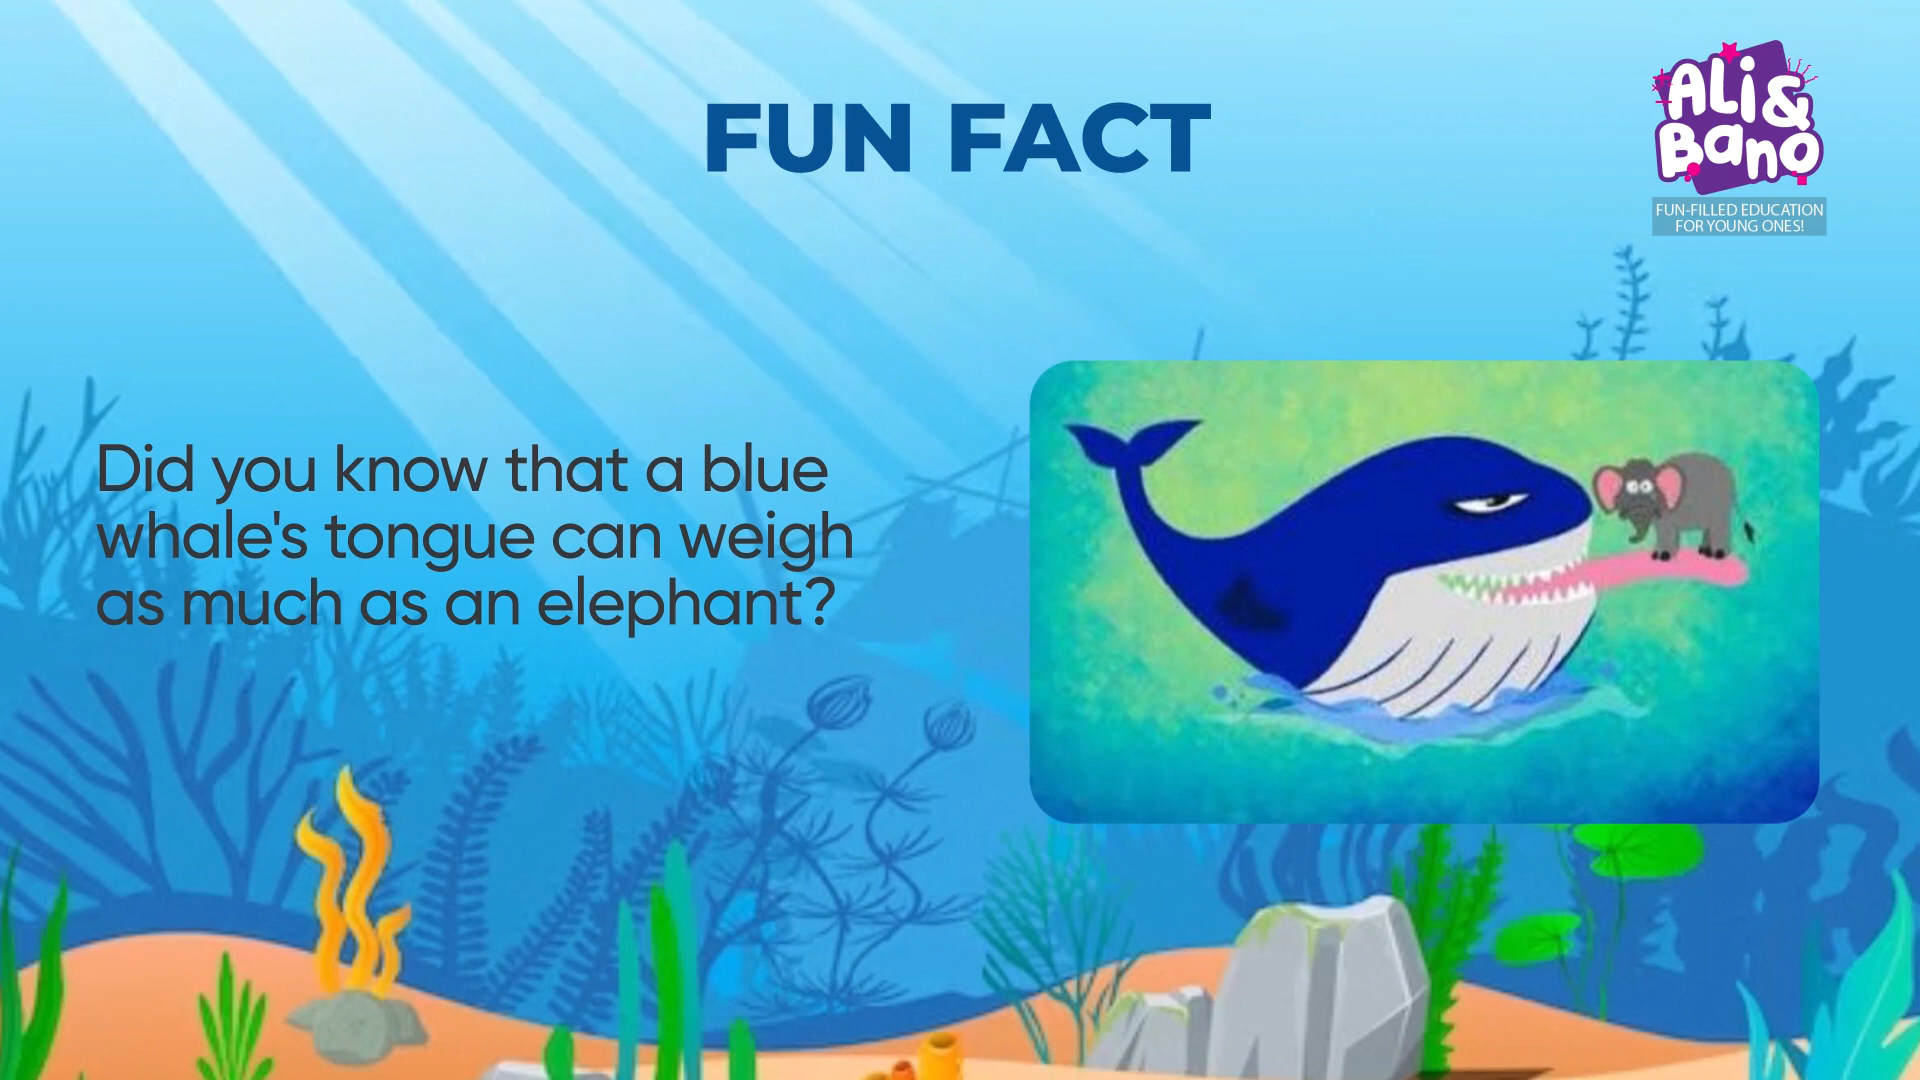 FUN FACT
ALi &
Bano
FUN-FILLED EDUCATION
FOR YOUNG ONES!
Did you know that a blue
whale's tongue can weigh
as much as an elephant?